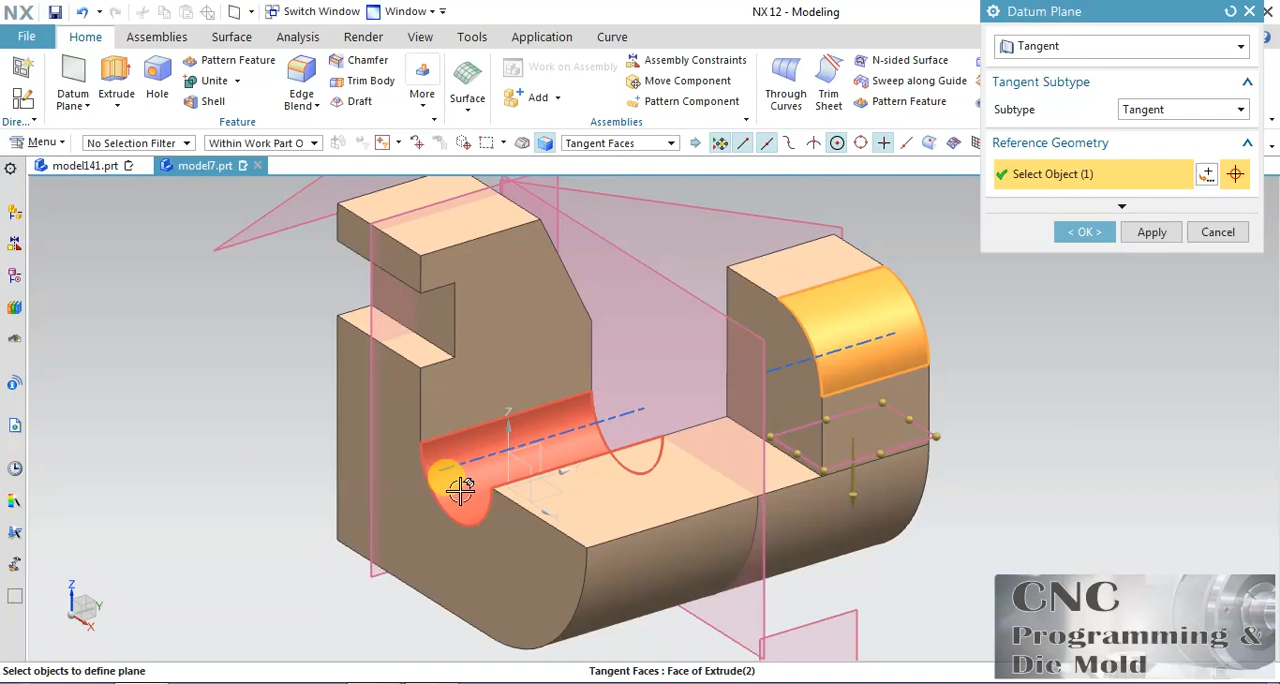 NX
Switch Window
Window
NX 12 - Modeling
Datum Plane
File
Home
Assemblies
Surface
Analysis
Render
View
Tools
Application
Curve
Tangent
Datum
Plane
Extrude
Hole
Pattern Feature
Unite
Shell
Edge
Blend
Chamfer
Trim Body
Draft
More
Surface
Work on Assembly
Add
Assembly Constraints
Move Component
Pattern Component
Through
Curves
Trim
Sheet
N-sided Surface
Sweep along Guide
Pattern Feature
Dire...
Feature
Assemblies
Tangent Subtype
Subtype
Tangent
Reference Geometry
Select Object (1)
< OK >
Apply
Cancel
Menu
No Selection Filter
Within Work Part O
Tangent Faces
model141.prt
model7.prt
Z
Z
Y
X
CNC
Programming &
Die Mold
Select objects to define plane
Tangent Faces : Face of Extrude(2)